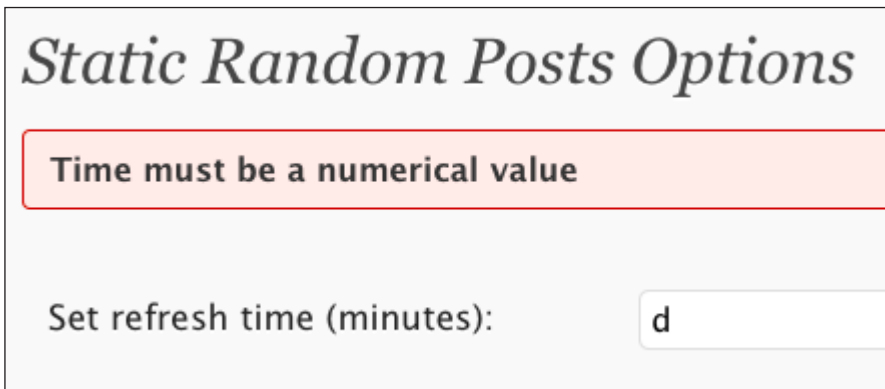 Static Random Posts Options
Time must be a numerical value
Set refresh time (minutes): d